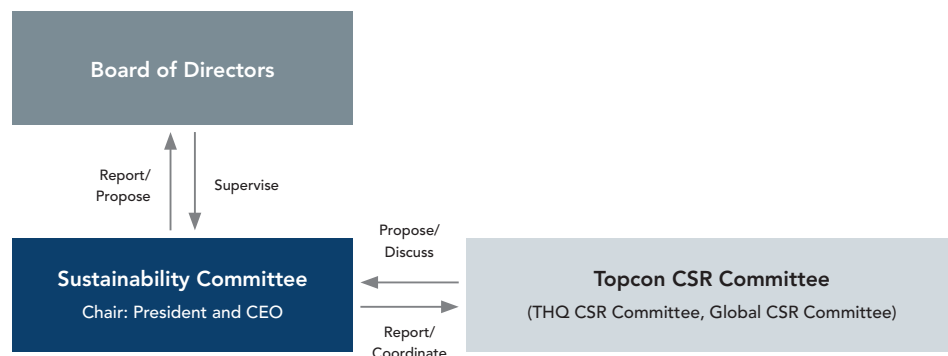 Board of Directors
Report/
Propose
Supervise
Propose/
Discuss
Sustainability Committee
Chair: President and CEO
Topcon CSR Committee
(THQ CSR Committee, Global CSR Committee)
Report/
Coordinate